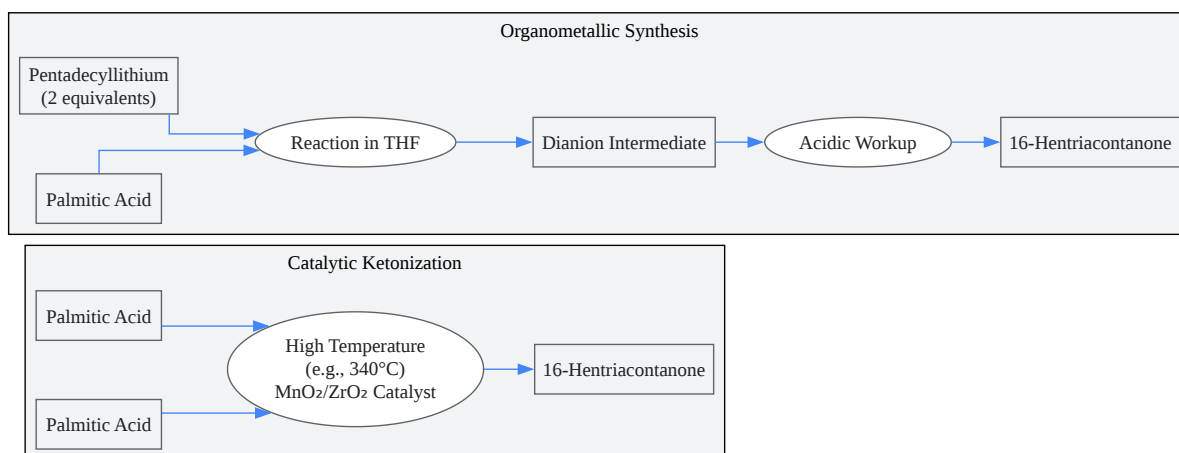 Organometallic Synthesis
Pentadecyllithium
(2 equivalents)
Reaction in THF
Dianion Intermediate
Acidic Workup
16-Hentriacontanone
Palmitic Acid
Catalytic Ketonization
Palmitic Acid
High Temperature
(e.g., 340°C)
MnO₂/ZrO₂ Catalyst
16-Hentriacontanone
Palmitic Acid